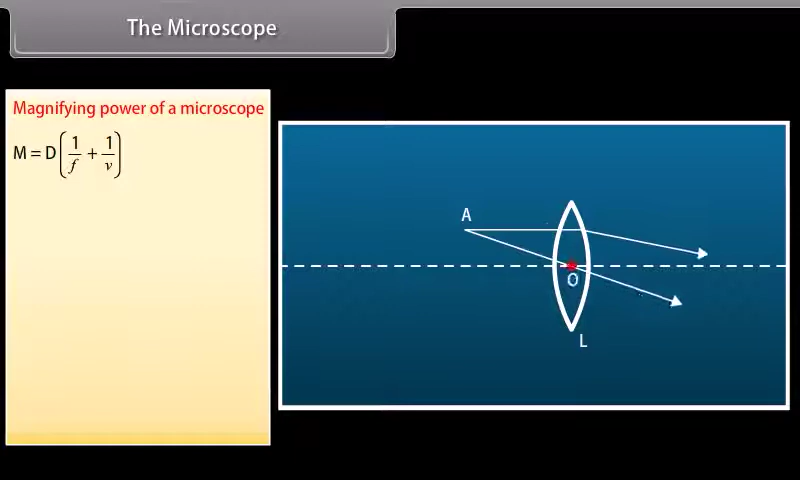 The Microscope
Magnifying power of a microscope
M = D(1/f + 1/v)
A
O
L